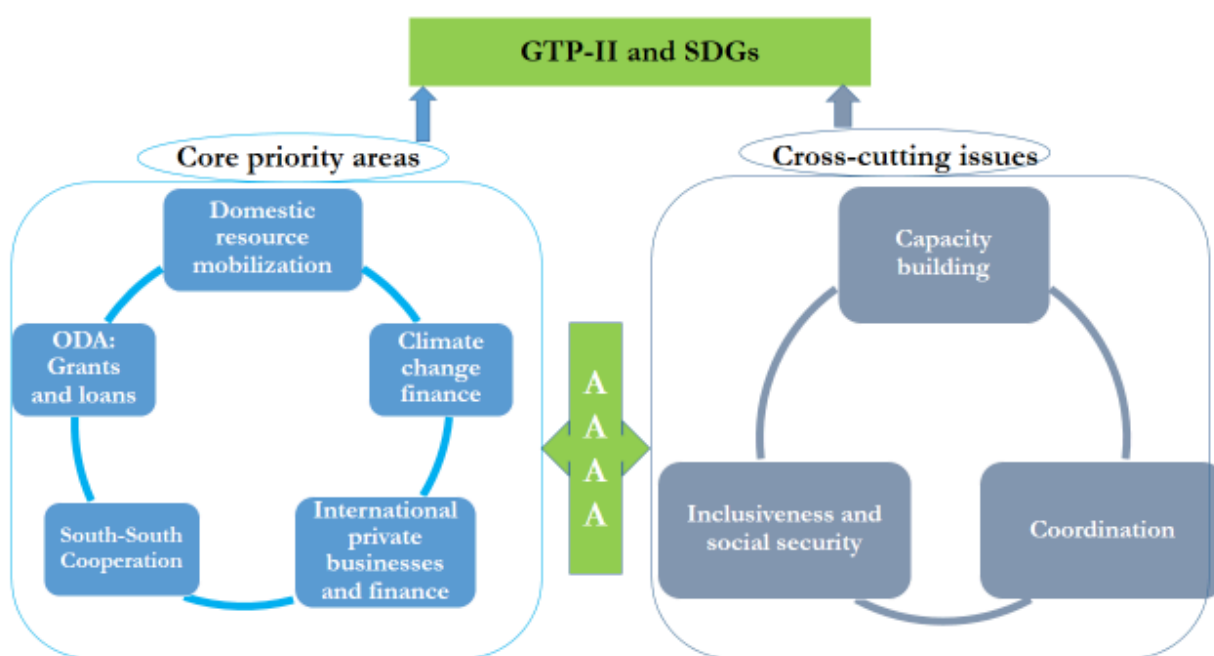 GTP-II and SDGs
Core priority areas
Domestic
resource
mobilization
ODA:
Grants
and loans
Climate
change
finance
South-South
Cooperation
International
private
businesses
and finance
A
A
A
A
Cross-cutting issues
Capacity
building
Inclusiveness and
social security
Coordination